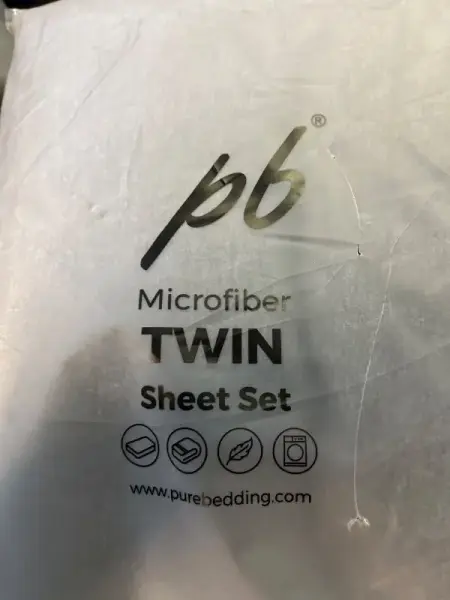 pb®
Microfiber
TWIN
Sheet Set
www.purebedding.com